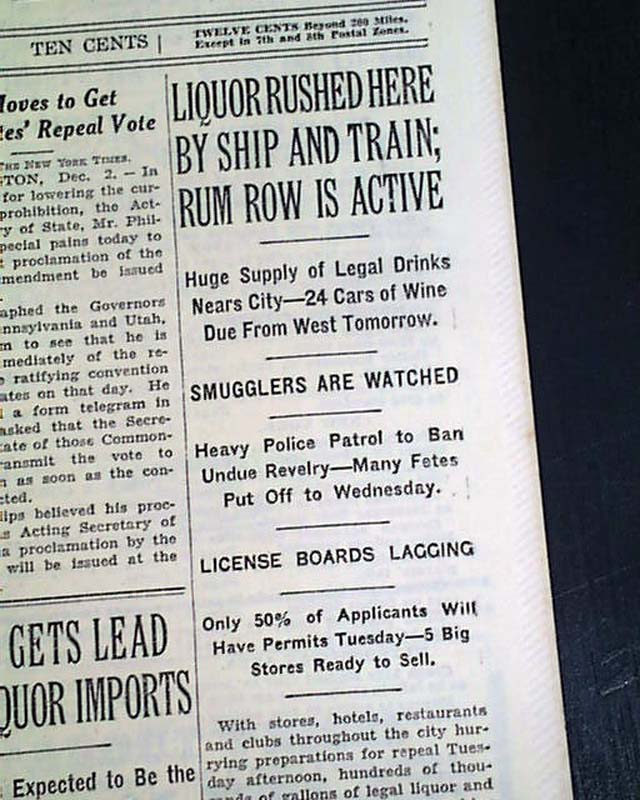 TEN CENTS | TWELVE CENTS Beyond 200 Miles,
Except in 7th and 8th Postal Zones.
Moves to Get
Repeal Vote
THE NEW YORK TIMES.
TON, Dec. 2.—In
for lowering the cur-
prohibition, the Act-
ry of State, Mr. Phil-
pecial pains today to
proclamation of the
mendment be issued
aphed the Governors
nnsylvania and Utah,
m to see that he is
mediately of the re-
ratifying convention
ates on that day. He
a form telegram in
asked that the Secre-
tate of those Common-
ansmit the vote to
as soon as the con-
cted.
lips believed his proc-
s Acting Secretary of
a proclamation by the
will be issued at the
GETS LEAD
QUOR IMPORTS
Expected to Be the
LIQUOR RUSHED HERE
BY SHIP AND TRAIN;
RUM ROW IS ACTIVE
Huge Supply of Legal Drinks
Nears City—24 Cars of Wine
Due From West Tomorrow.
SMUGGLERS ARE WATCHED
Heavy Police Patrol to Ban
Undue Revelry—Many Fetes
Put Off to Wednesday.
LICENSE BOARDS LAGGING
Only 50% of Applicants Will
Have Permits Tuesday—5 Big
Stores Ready to Sell.
With stores, hotels, restaurants
and clubs throughout the city hur-
rying preparations for repeal Tues-
day afternoon, hundreds of thou-
sands of gallons of legal liquor and